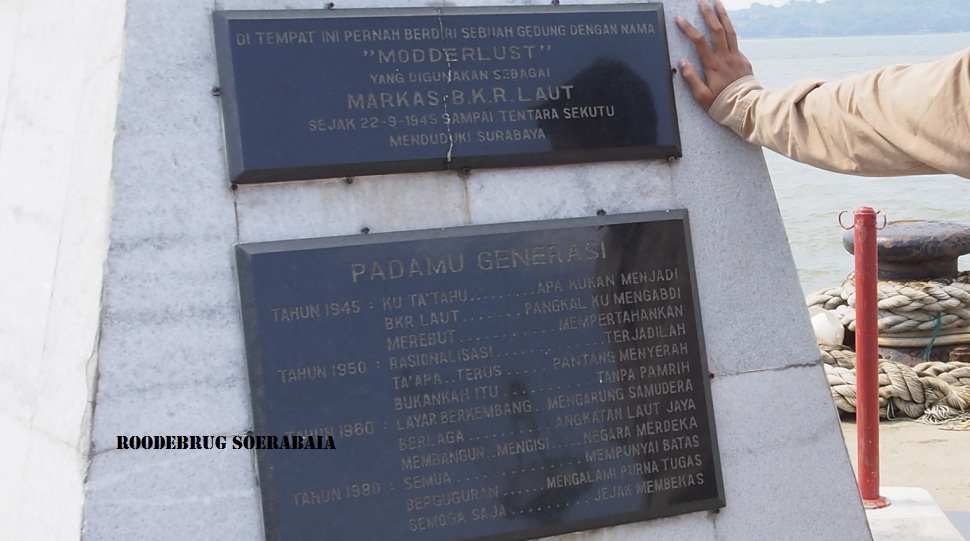 DI TEMPAT INI PERNAH BERDIRI SEBUAH GEDUNG DENGAN NAMA
"MODDERLUST"
YANG DIGUNAKAN SEBAGAI
MARKAS B.K.R. LAUT
SEJAK 22-9-1945 SAMPAI TENTARA SEKUTU
MENDUDUKI SURABAYA
PADAMU GENERASI
TAHUN 1945 : KU TA'TAHU.........APA KUKAN MENJADI
BKR LAUT........PANGKAL KU MENGABDI
MEREBUT..............MEMPERTAHANKAN
TAHUN 1950 : RASIONALISASI..............TERJADILAH
TA'APA..TERUS......PANTANG MENYERAH
BUKANKAH ITU...........TANPA PAMRIH
TAHUN 1960 : LAYAR BERKEMBANG..MENGARUNG SAMUDERA
BERLAGA...........ANGKATAN LAUT JAYA
MEMBANGUN..MENGISI.....NEGARA MERDEKA
TAHUN 1980 : SEMUA................MEMPUNYAI BATAS
BERGUGURAN......MENGALAMI PURNA TUGAS
SEMOGA SAJA..........JEJAK MEMBEKAS
ROODEBRUG SOERABAIA